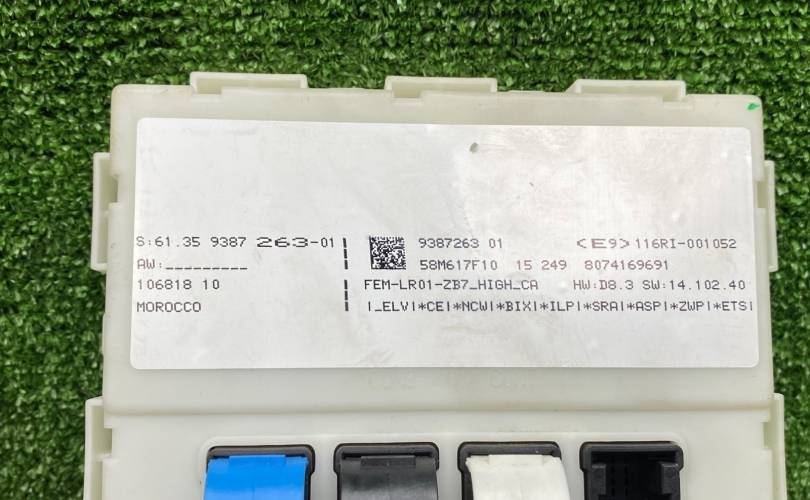 S:61.35 9387 263-01 | 9387263 01 <E9>116RI-001052
AW:_________ 58M617F10 15 249 8074169691
106818 10 | FEM-LR01-ZB7_HIGH_CA HW:D8.3 SW:14.102.40
MOROCCO |_ELV|*CE|*NCW|*BIX|*ILP|*SRA|*ASP|*ZWP|*ETS|